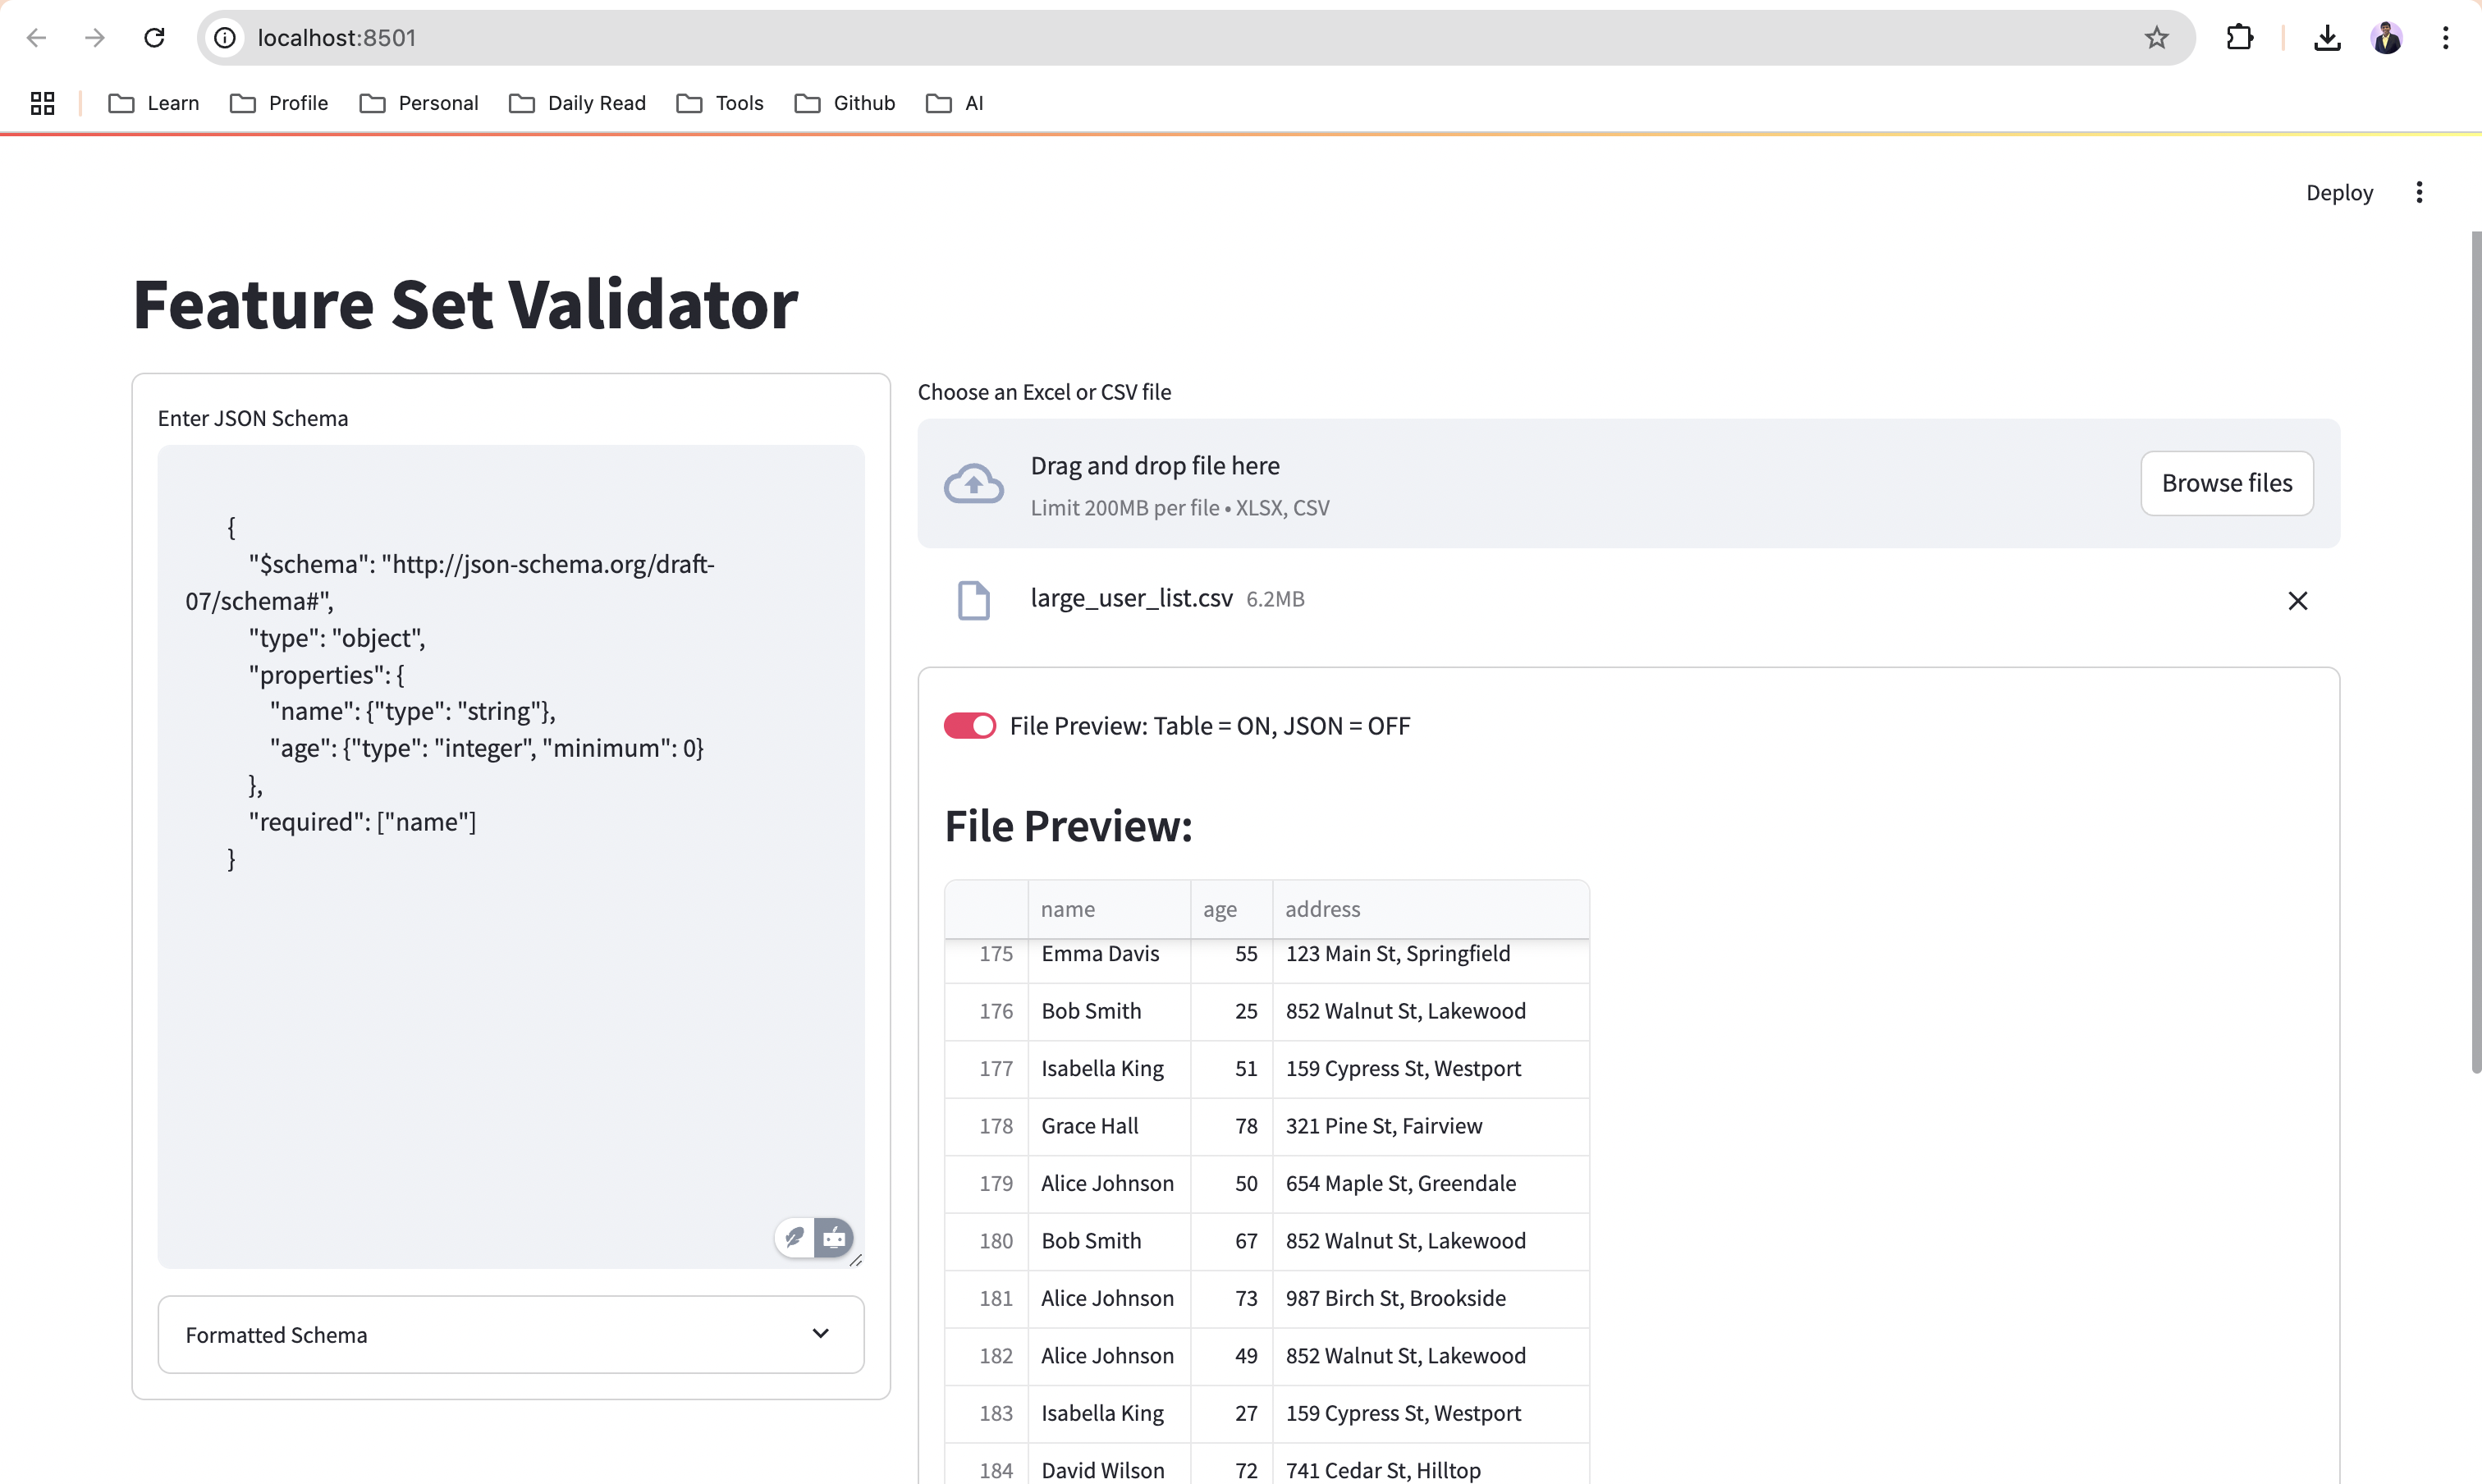 localhost:8501
Learn Profile Personal Daily Read Tools Github AI
Deploy
Feature Set Validator
Enter JSON Schema
{
"$schema": "http://json-schema.org/draft-
07/schema#",
"type": "object",
"properties": {
"name": {"type": "string"},
"age": {"type": "integer", "minimum": 0}
},
"required": ["name"]
}
Formatted Schema
Choose an Excel or CSV file
Drag and drop file here
Limit 200MB per file • XLSX, CSV
Browse files
large_user_list.csv 6.2MB
File Preview: Table = ON, JSON = OFF
File Preview:
name age address
175 Emma Davis 55 123 Main St, Springfield
176 Bob Smith 25 852 Walnut St, Lakewood
177 Isabella King 51 159 Cypress St, Westport
178 Grace Hall 78 321 Pine St, Fairview
179 Alice Johnson 50 654 Maple St, Greendale
180 Bob Smith 67 852 Walnut St, Lakewood
181 Alice Johnson 73 987 Birch St, Brookside
182 Alice Johnson 49 852 Walnut St, Lakewood
183 Isabella King 27 159 Cypress St, Westport
184 David Wilson 72 741 Cedar St, Hilltop